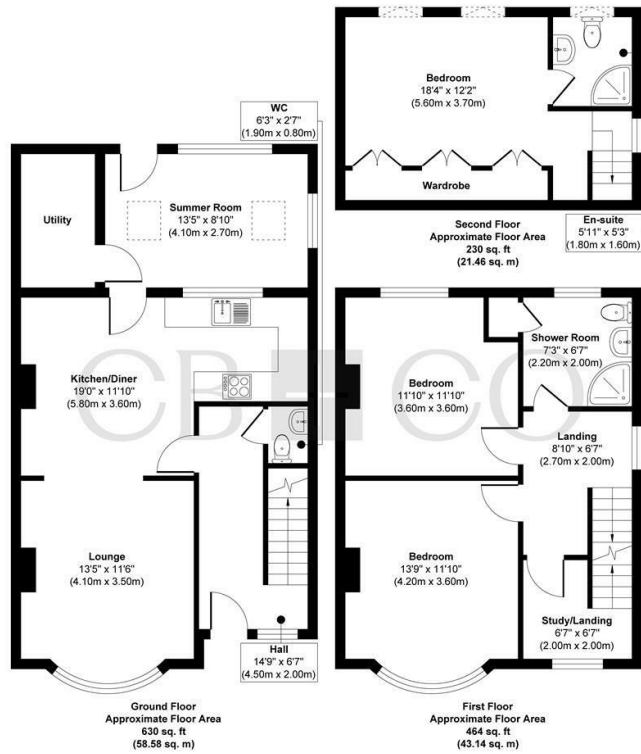 WC
6'3" x 2'7"
(1.90m x 0.80m)
Utility
Summer Room
13'5" x 8'10"
(4.10m x 2.70m)
Kitchen/Diner
19'0" x 11'10"
(5.80m x 3.60m)
Lounge
13'5" x 11'6"
(4.10m x 3.50m)
Hall
14'9" x 6'7"
(4.50m x 2.00m)
Ground Floor
Approximate Floor Area
630 sq. ft
(58.58 sq. m)
Bedroom
18'4" x 12'2"
(5.60m x 3.70m)
Wardrobe
Second Floor
Approximate Floor Area
230 sq. ft
(21.46 sq. m)
En-suite
5'11" x 5'3"
(1.80m x 1.60m)
Shower Room
7'3" x 6'7"
(2.20m x 2.00m)
Bedroom
11'10" x 11'10"
(3.60m x 3.60m)
Landing
8'10" x 6'7"
(2.70m x 2.00m)
Bedroom
13'9" x 11'10"
(4.20m x 3.60m)
Study/Landing
6'7" x 6'7"
(2.00m x 2.00m)
First Floor
Approximate Floor Area
464 sq. ft
(43.14 sq. m)
CBHCO